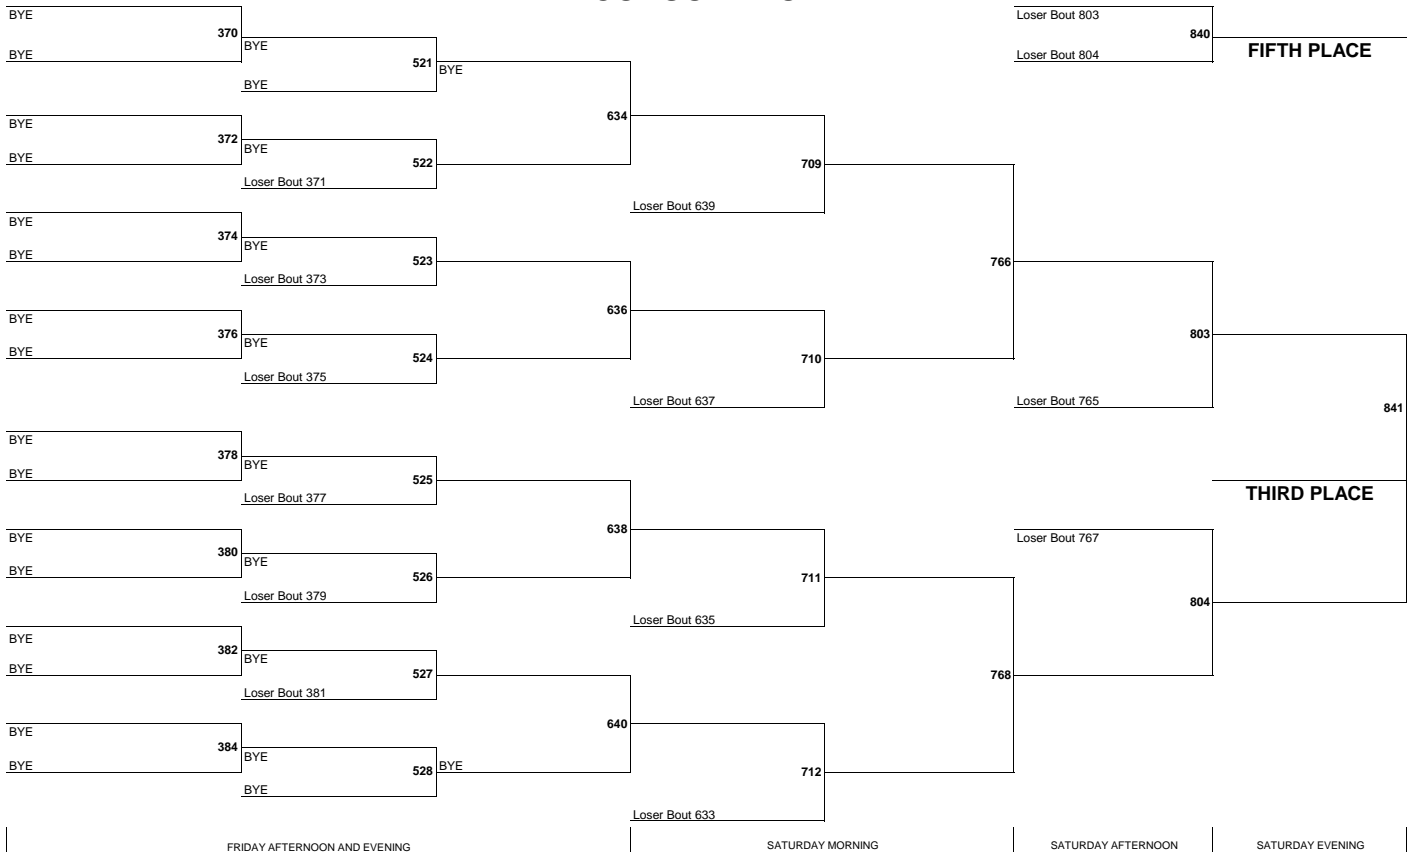 BYE
Loser Bout 803
370
840
BYE
BYE
Loser Bout 804
FIFTH PLACE
521
BYE
BYE
BYE
634
372
BYE
BYE
522
709
Loser Bout 371
Loser Bout 639
BYE
374
BYE
BYE
523
766
Loser Bout 373
636
BYE
376
803
BYE
BYE
524
710
Loser Bout 375
Loser Bout 637
Loser Bout 765
841
BYE
378
BYE
BYE
525
Loser Bout 377
THIRD PLACE
638
BYE
Loser Bout 767
380
BYE
BYE
526
711
Loser Bout 379
804
Loser Bout 635
BYE
382
BYE
BYE
527
768
Loser Bout 381
640
BYE
384
BYE
BYE
528
BYE
712
BYE
Loser Bout 633
FRIDAY AFTERNOON AND EVENING
SATURDAY MORNING
SATURDAY AFTERNOON
SATURDAY EVENING